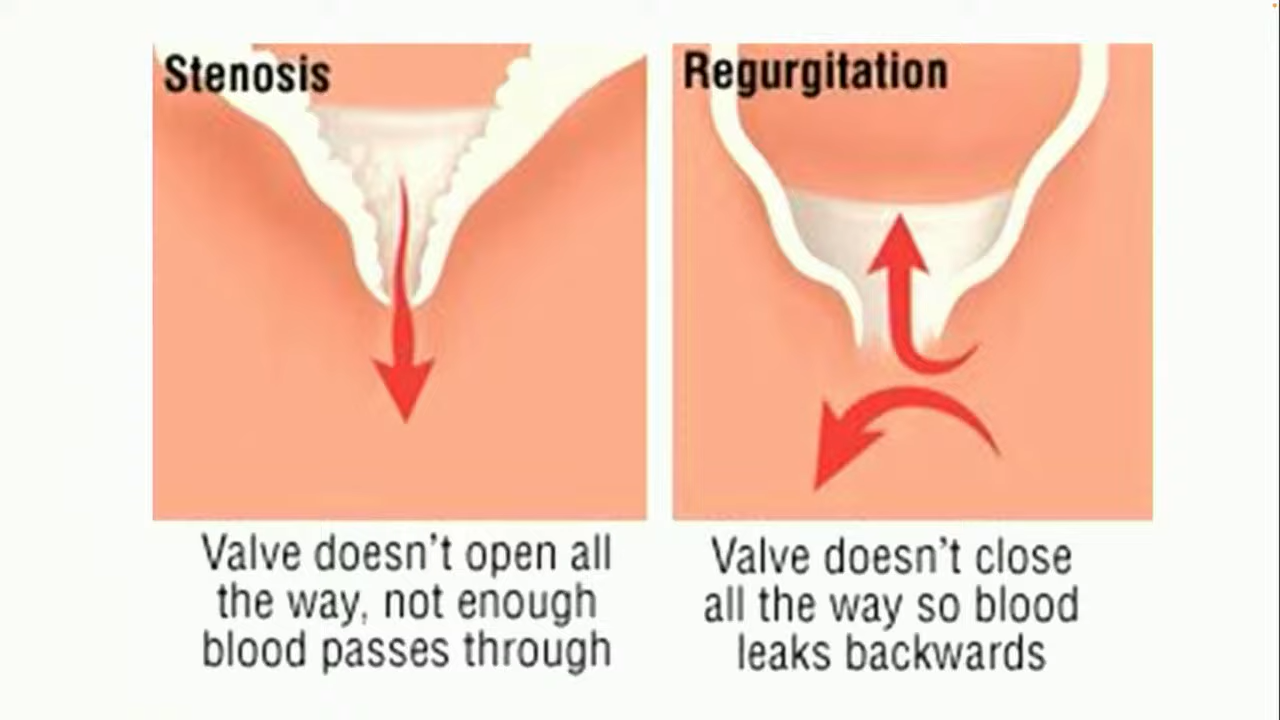 Stenosis
Valve doesn't open all
the way, not enough
blood passes through
Regurgitation
Valve doesn't close
all the way so blood
leaks backwards